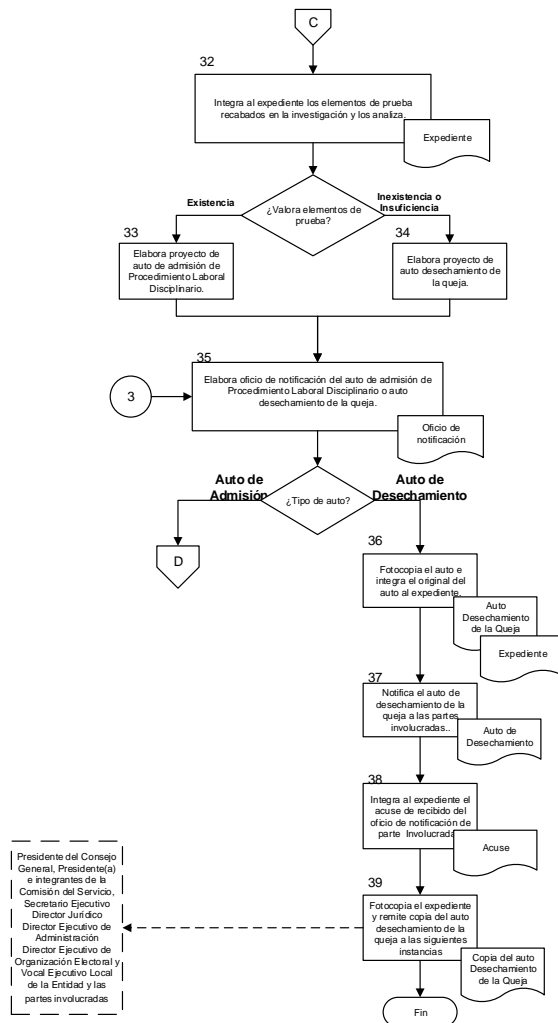 C
32
Integra al expediente los elementos de prueba
recabados en la investigación y los analiza.
Expediente
¿Valora elementos de
prueba?
Existencia
Inexistencia o
Insuficiencia
33
Elabora proyecto de
auto de admisión de
Procedimiento Laboral
Disciplinario.
34
Elabora proyecto de
auto desechamiento de
la queja.
35
Elabora oficio de notificación del auto de admisión de
Procedimiento Laboral Disciplinario o auto
desechamiento de la queja.
3
Oficio de
notificación
Auto de
Admisión
¿Tipo de auto?
Auto de
Desechamiento
D
36
Fotocopia el auto e
integra el original del
auto al expediente.
Auto
Desechamiento
de la Queja
Expediente
37
Notifica el auto de
desechamiento de la
queja a las partes
involucradas..
Auto de
Desechamiento
38
Integra al expediente el
acuse de recibido del
oficio de notificación de
parte Involucrada
Acuse
39
Fotocopia el expediente
y remite copia del auto
desechamiento de la
queja a las siguientes
instancias
Copia del auto
Desechamiento
de la Queja
Presidente del Consejo
General, Presidente(a)
e integrantes de la
Comisión del Servicio,
Secretario Ejecutivo
Director Jurídico
Director Ejecutivo de
Administración
Director Ejecutivo de
Organización Electoral y
Vocal Ejecutivo Local
de la Entidad y las
partes involucradas
Fin